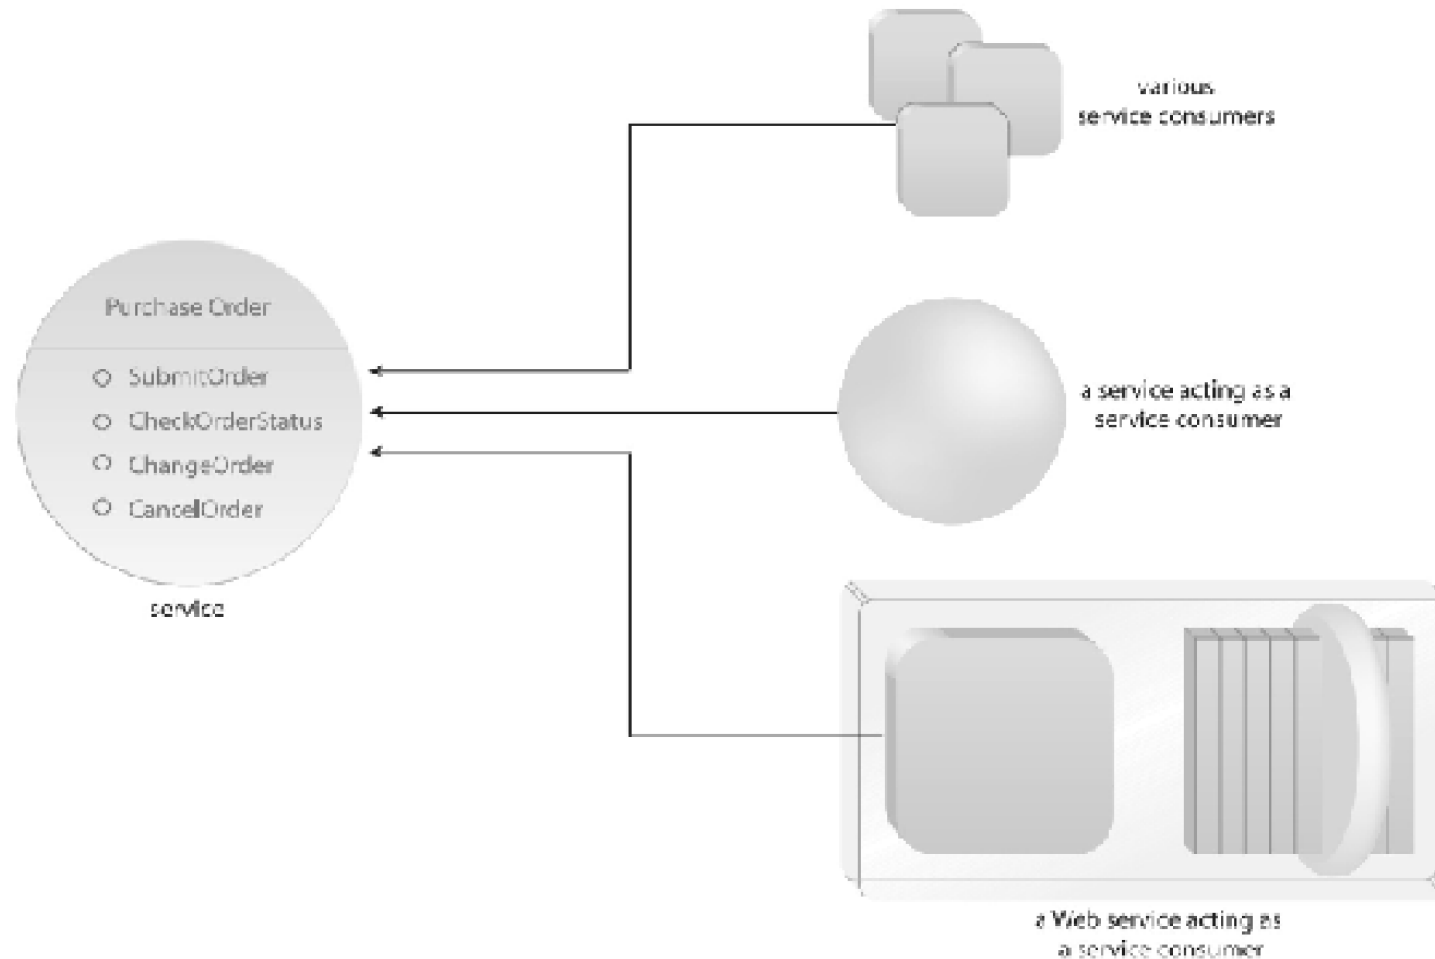 various
service consumers
Purchase Order
SubmitOrder
CheckOrderStatus
ChangeOrder
CancelOrder
service
a service acting as a
service consumer
a Web service acting as
a service consumer